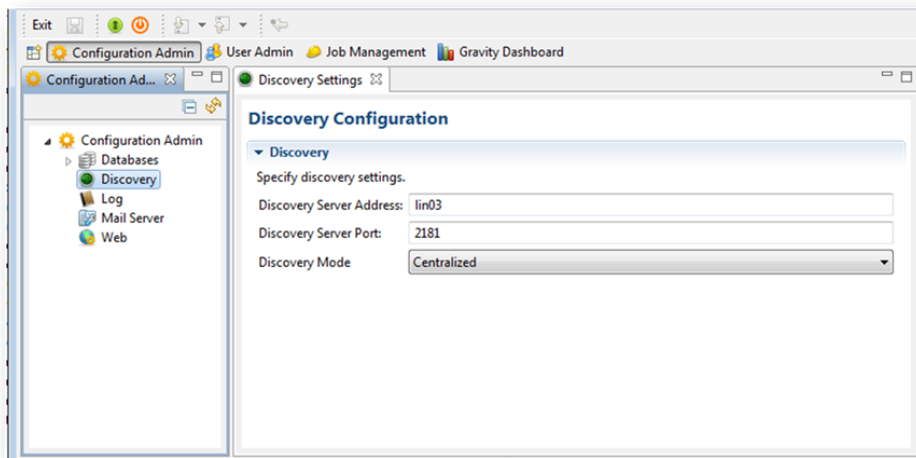 Exit
Configuration Admin User Admin Job Management Gravity Dashboard
Configuration Ad...
Configuration Admin
Databases
Discovery
Log
Mail Server
Web
Discovery Settings
Discovery Configuration
Discovery
Specify discovery settings.
Discovery Server Address: lin03
Discovery Server Port: 2181
Discovery Mode Centralized